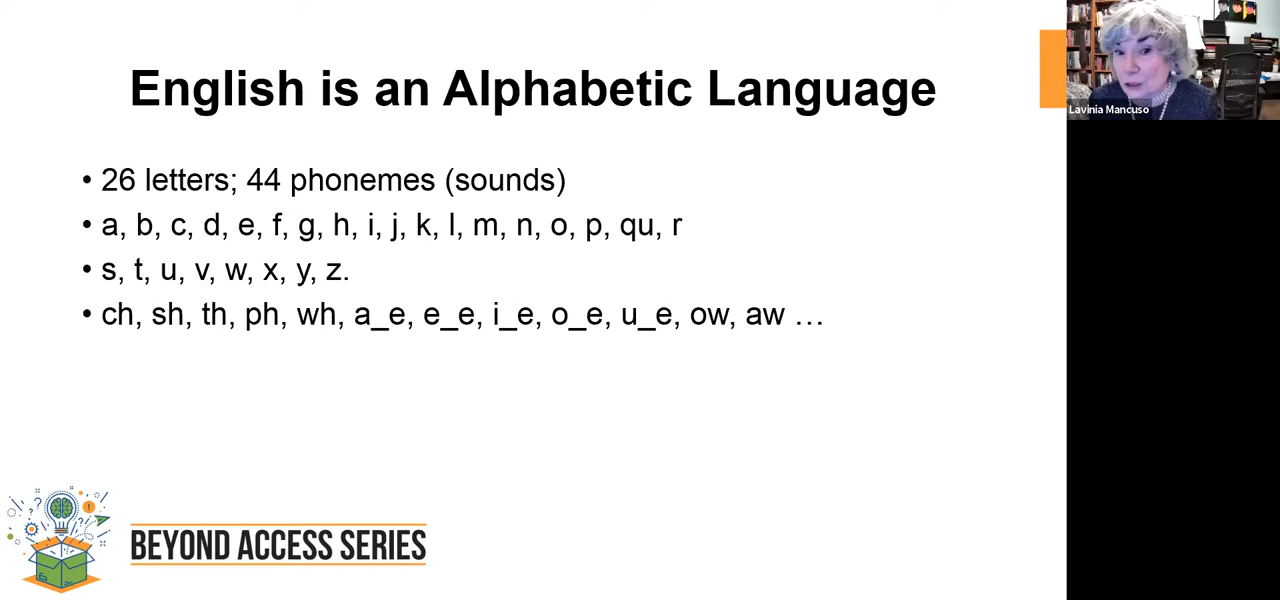 English is an Alphabetic Language
• 26 letters; 44 phonemes (sounds)
• a, b, c, d, e, f, g, h, i, j, k, l, m, n, o, p, qu, r
• s, t, u, v, w, x, y, z.
• ch, sh, th, ph, wh, a_e, e_e, i_e, o_e, u_e, ow, aw …
Lavinia Mancuso
BEYOND ACCESS SERIES